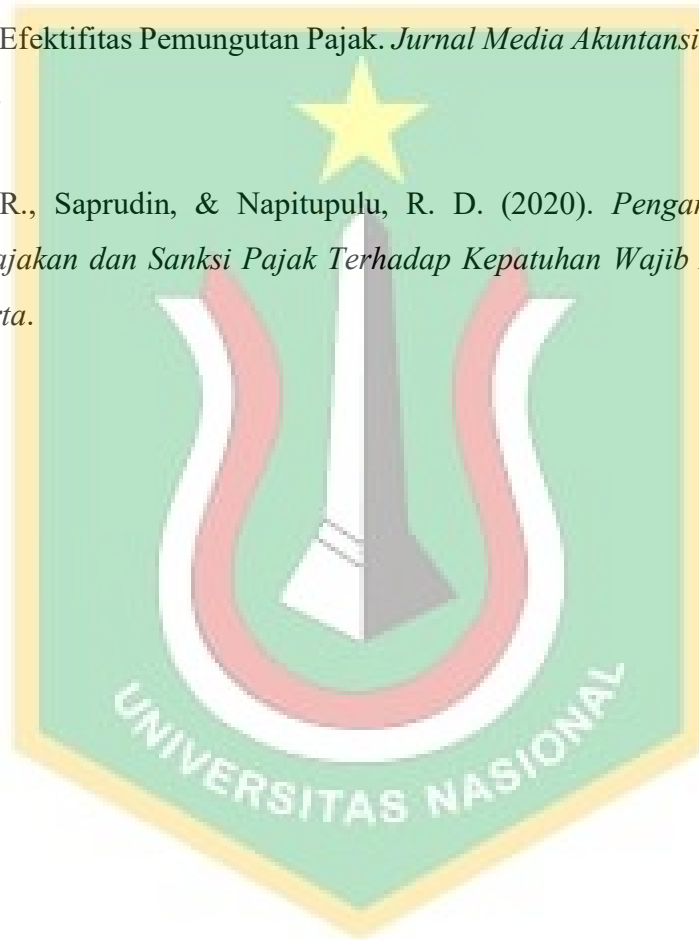 Efektifitas Pemungutan Pajak. Jurnal Media Akuntansi
R., Saprudin, & Napitupulu, R. D. (2020). Pengar
ajakan dan Sanksi Pajak Terhadap Kepatuhan Wajib
rta.
UNIVERSITAS NASIONAL